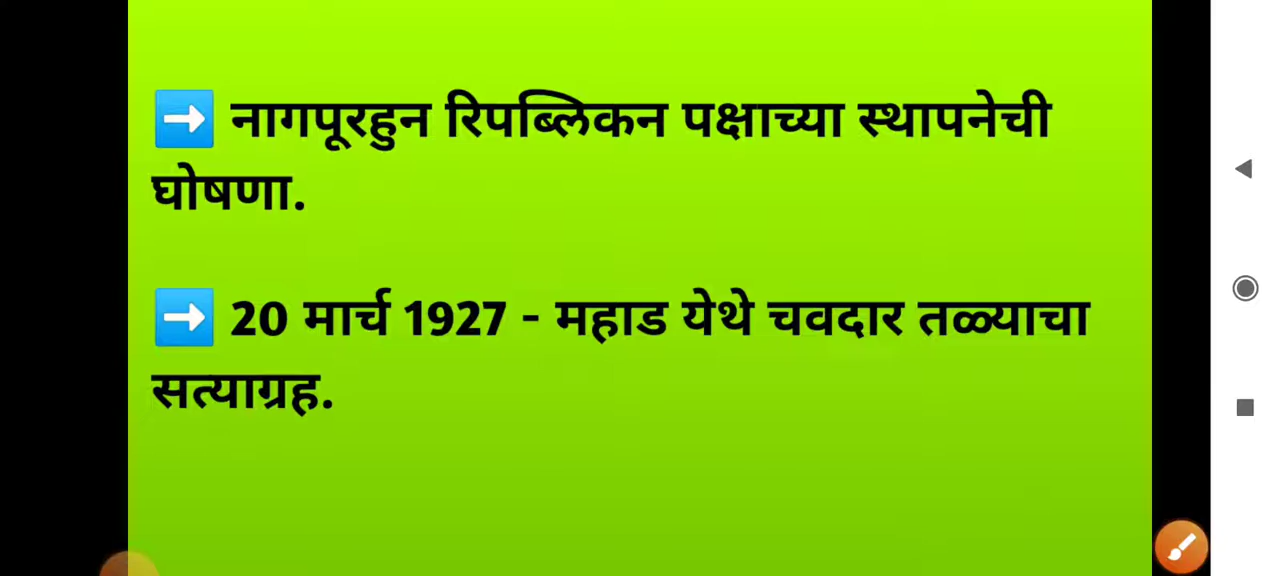 ➡️ नागपूरहुन रिपब्लिकन पक्षाच्या स्थापनेची
घोषणा.
➡️ 20 मार्च 1927 - महाड येथे चवदार तळ्याचा
सत्याग्रह.